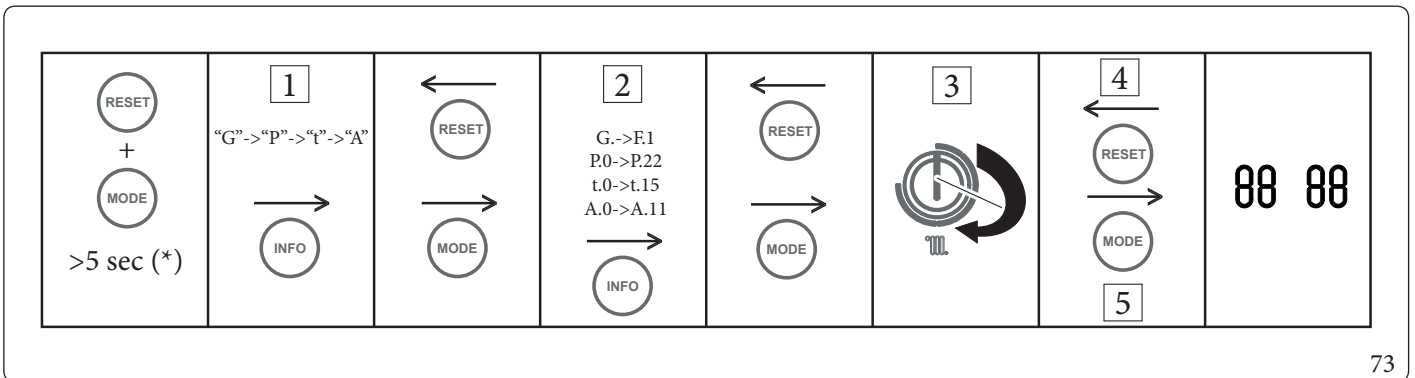 RESET
+
MODE
>5 sec (*)
1
“G”->“P”->“t”->“A”
INFO
RESET
MODE
2
G.->F.1
P.0->P.22
t.0->t.15
A.0->A.11
INFO
RESET
MODE
3
4
RESET
MODE
5
88 88
73